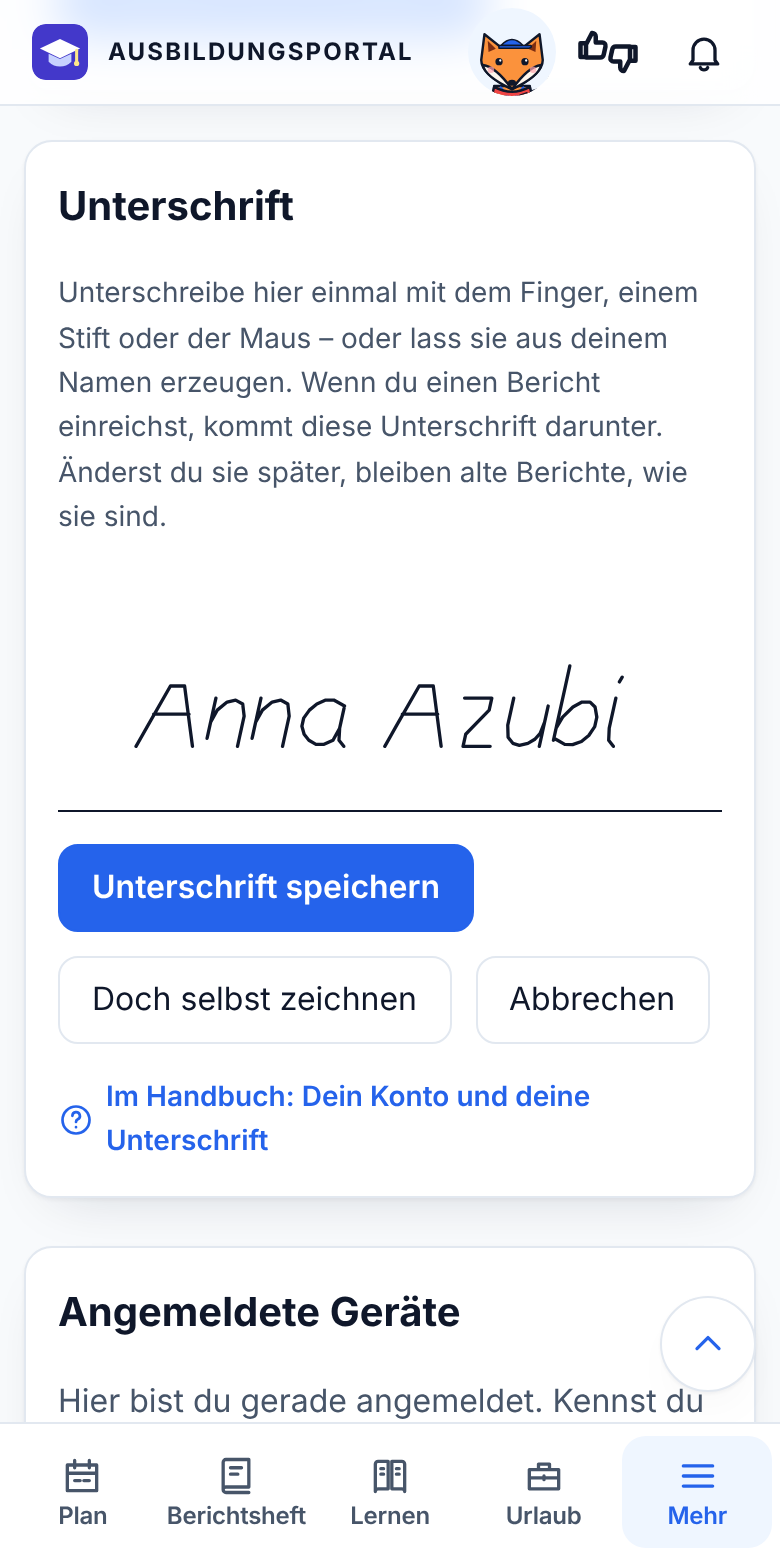 AUSBILDUNGSPORTAL
Unterschrift
Unterschreibe hier einmal mit dem Finger, einem
Stift oder der Maus – oder lass sie aus deinem
Namen erzeugen. Wenn du einen Bericht
einreichst, kommt diese Unterschrift darunter.
Änderst du sie später, bleiben alte Berichte, wie
sie sind.
Anna Azubi
Unterschrift speichern
Doch selbst zeichnen
Abbrechen
Im Handbuch: Dein Konto und deine
Unterschrift
Angemeldete Geräte
Hier bist du gerade angemeldet. Kennst du
Plan
Berichtsheft
Lernen
Urlaub
Mehr